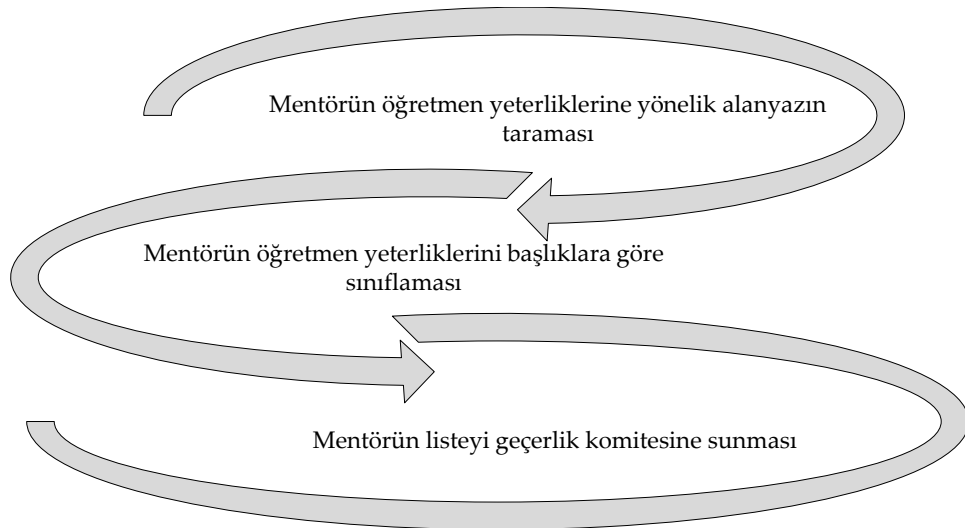 Mentörün öğretmen yeterliklerine yönelik alanyazın
taraması
Mentörün öğretmen yeterliklerini başlıklara göre
sınıflaması
Mentörün listeyi geçerlik komitesine sunması